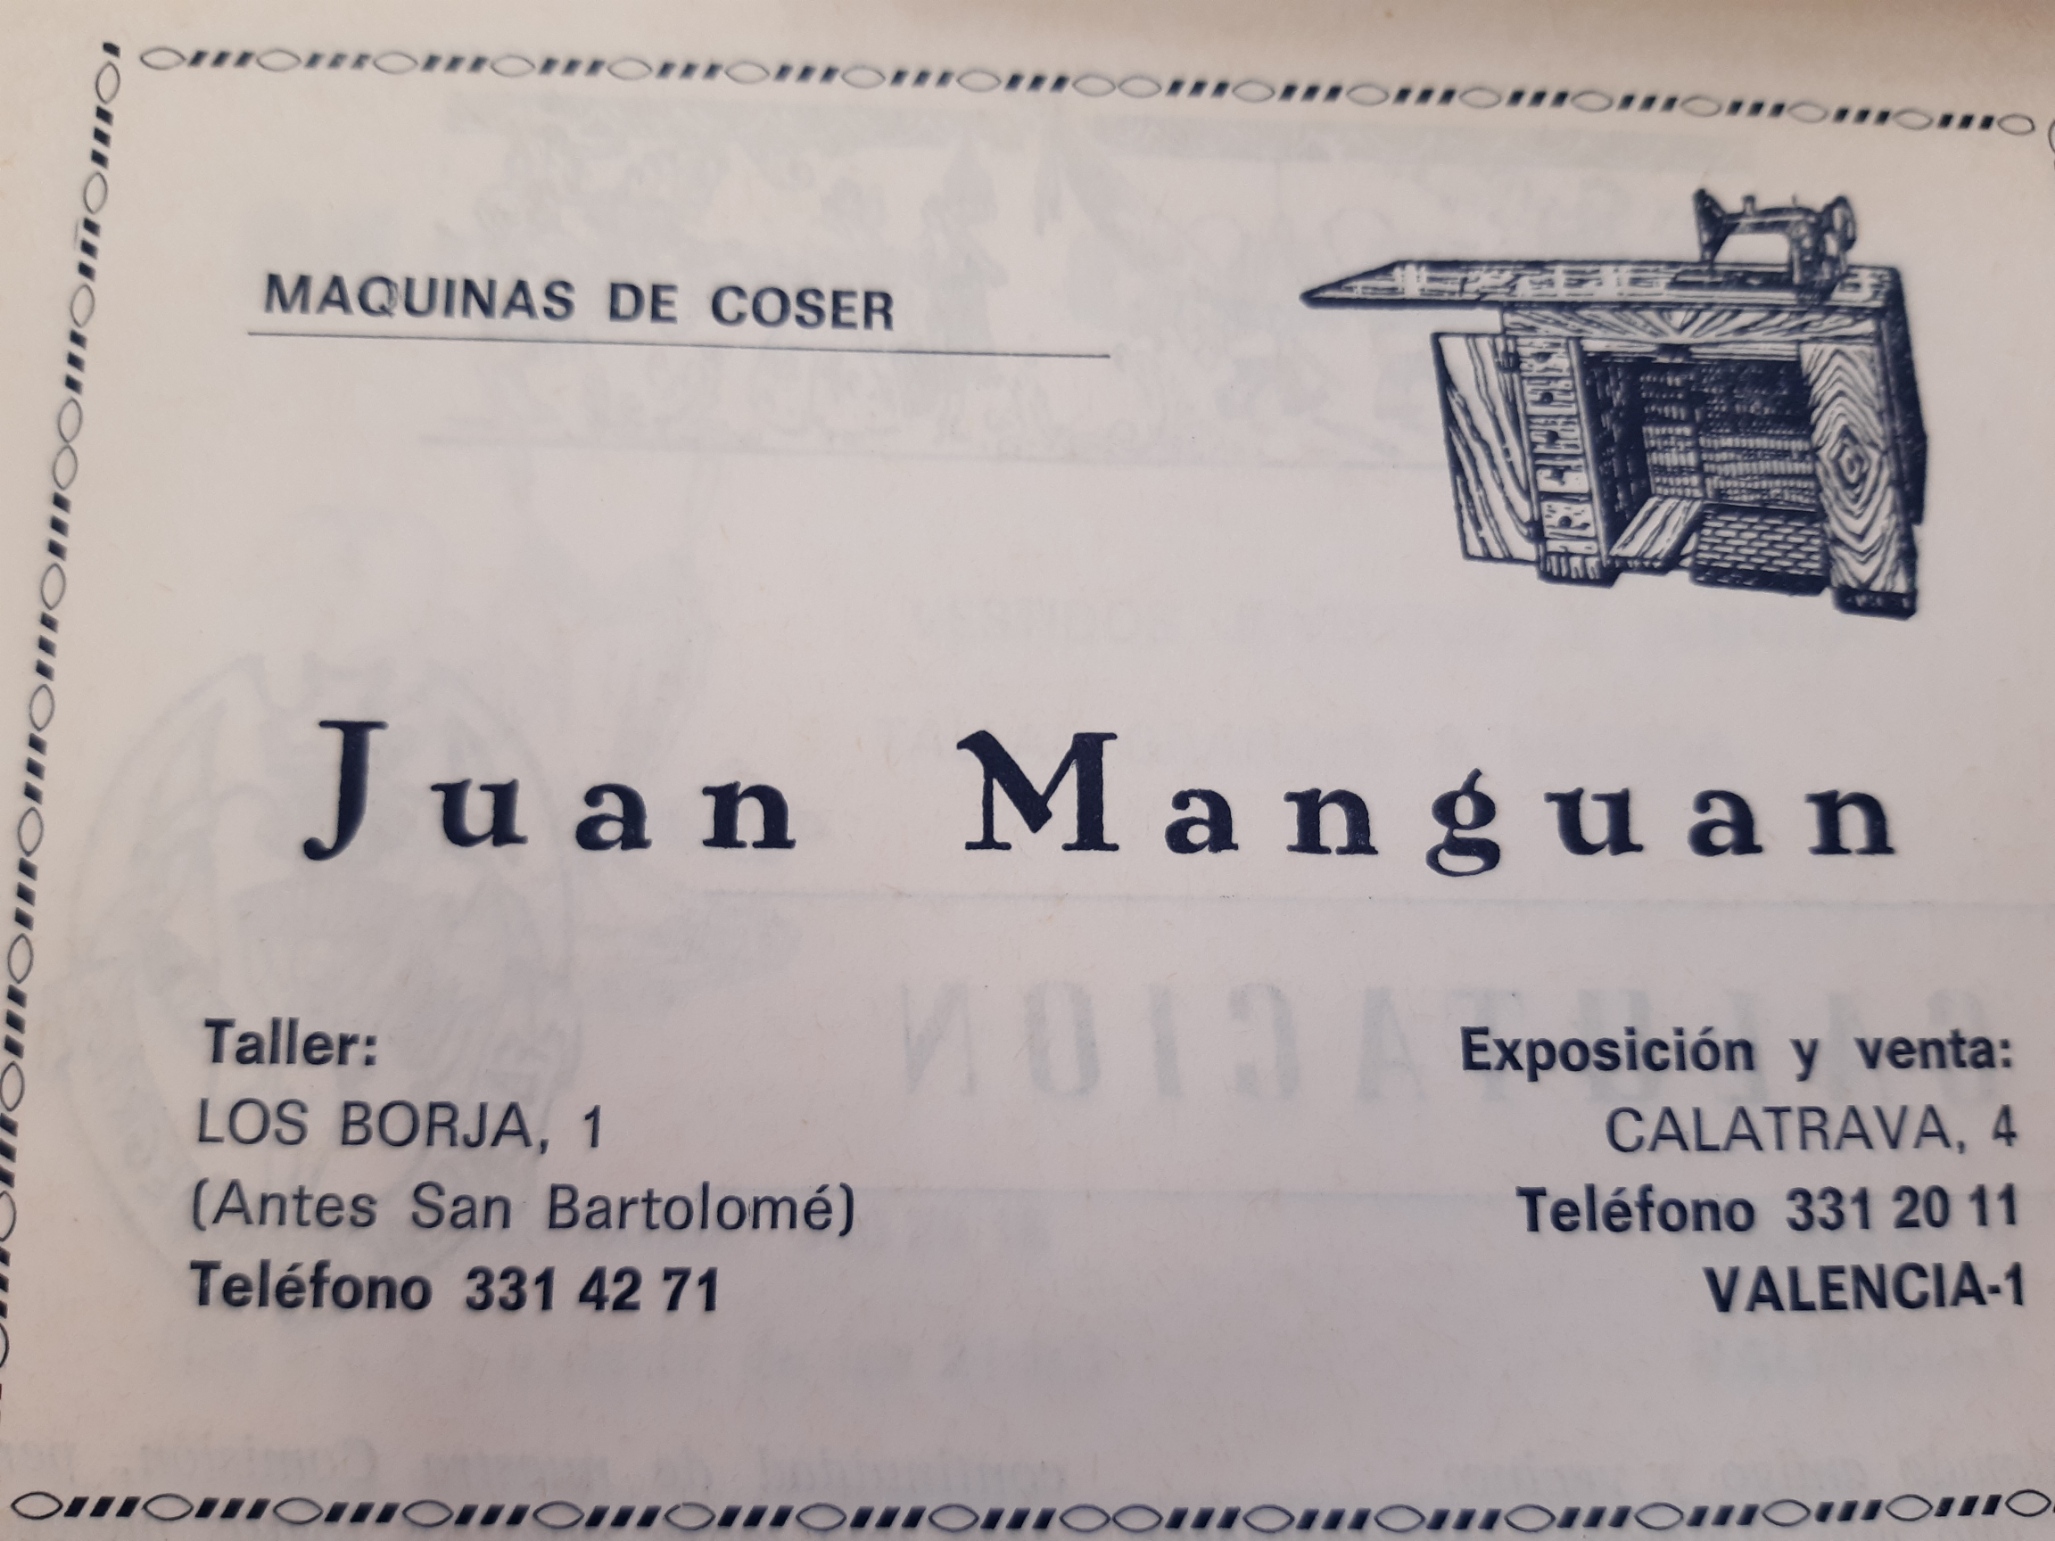 MAQUINAS DE COSER
Juan Manguan
Taller:
LOS BORJA, 1
(Antes San Bartolomé)
Teléfono 331 42 71
Exposición y venta:
CALATRAVA, 4
Teléfono 331 20 11
VALENCIA-1